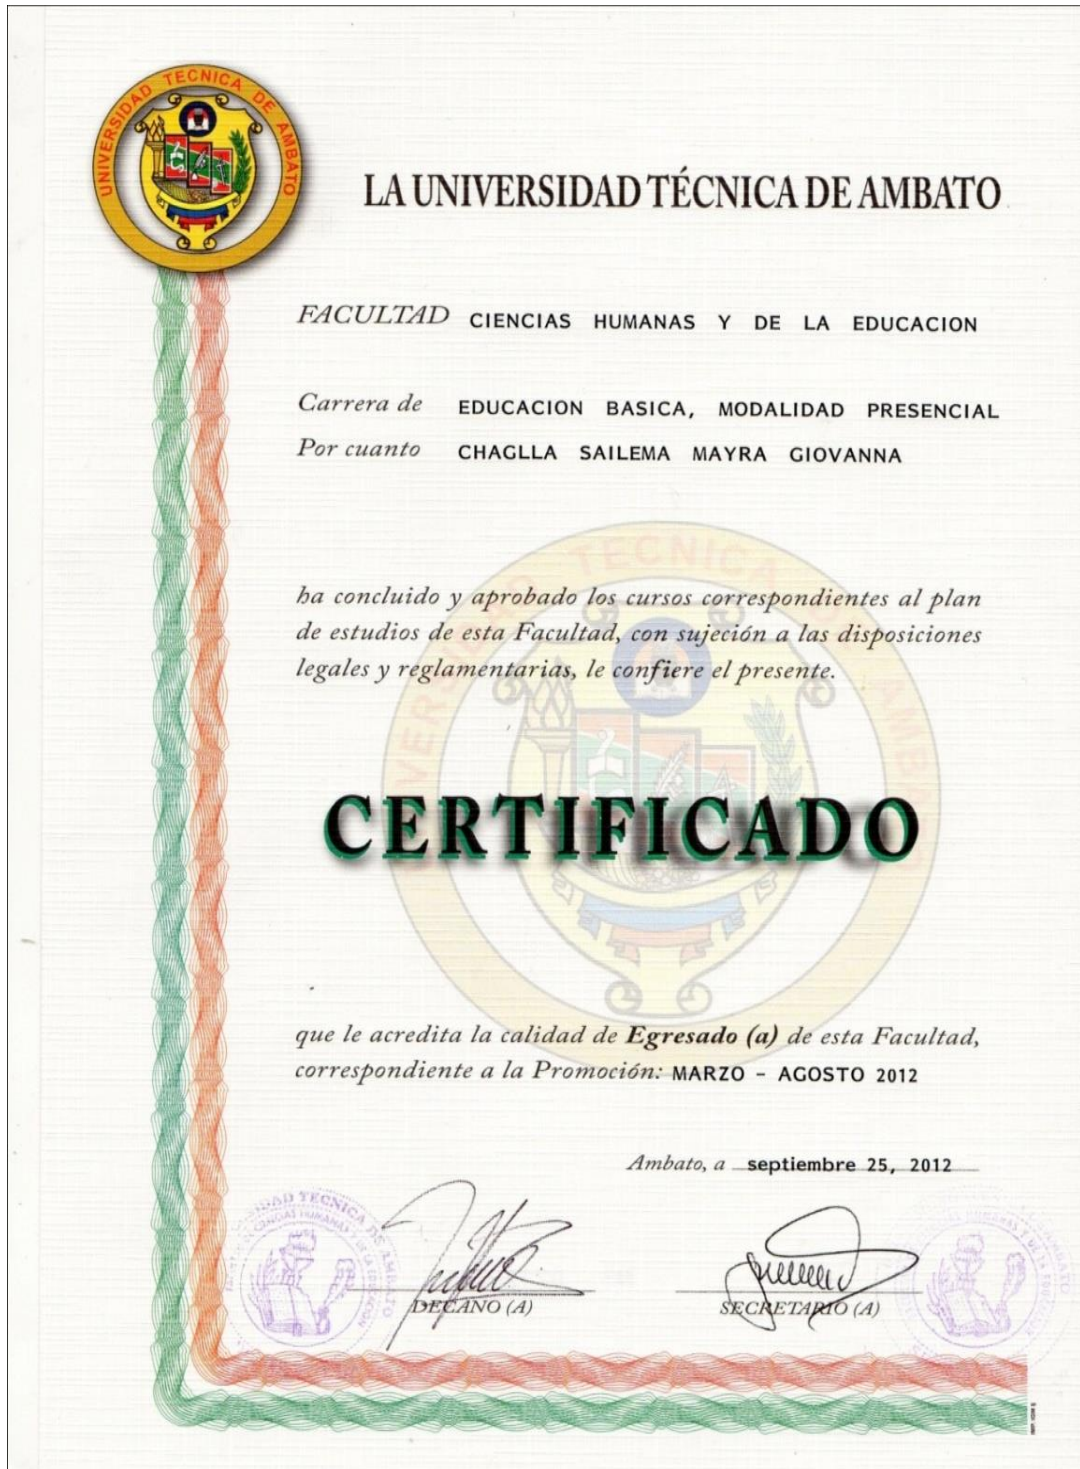 UNIVERSIDAD TECNICA DE AMBATO
LA UNIVERSIDAD TÉCNICA DE AMBATO
FACULTAD CIENCIAS HUMANAS Y DE LA EDUCACION
Carrera de EDUCACION BASICA, MODALIDAD PRESENCIAL
Por cuanto CHAGLLA SAILEMA MAYRA GIOVANNA
ha concluido y aprobado los cursos correspondientes al plan
de estudios de esta Facultad, con sujeción a las disposiciones
legales y reglamentarias, le confiere el presente.
CERTIFICADO
que le acredita la calidad de Egresado (a) de esta Facultad,
correspondiente a la Promoción: MARZO - AGOSTO 2012
Ambato, a septiembre 25, 2012
DECANO (A)
SECRETARIO (A)